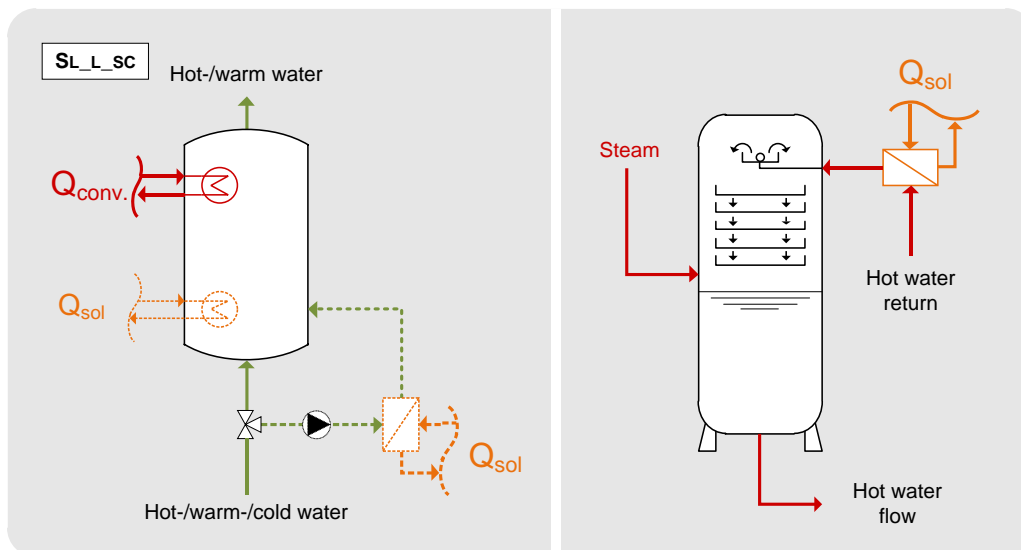 SL_L_SC
Hot-/warm water
Qconv.
Qsol
Qsol
Hot-/warm-/cold water
Qsol
Steam
Hot water
return
Hot water
flow